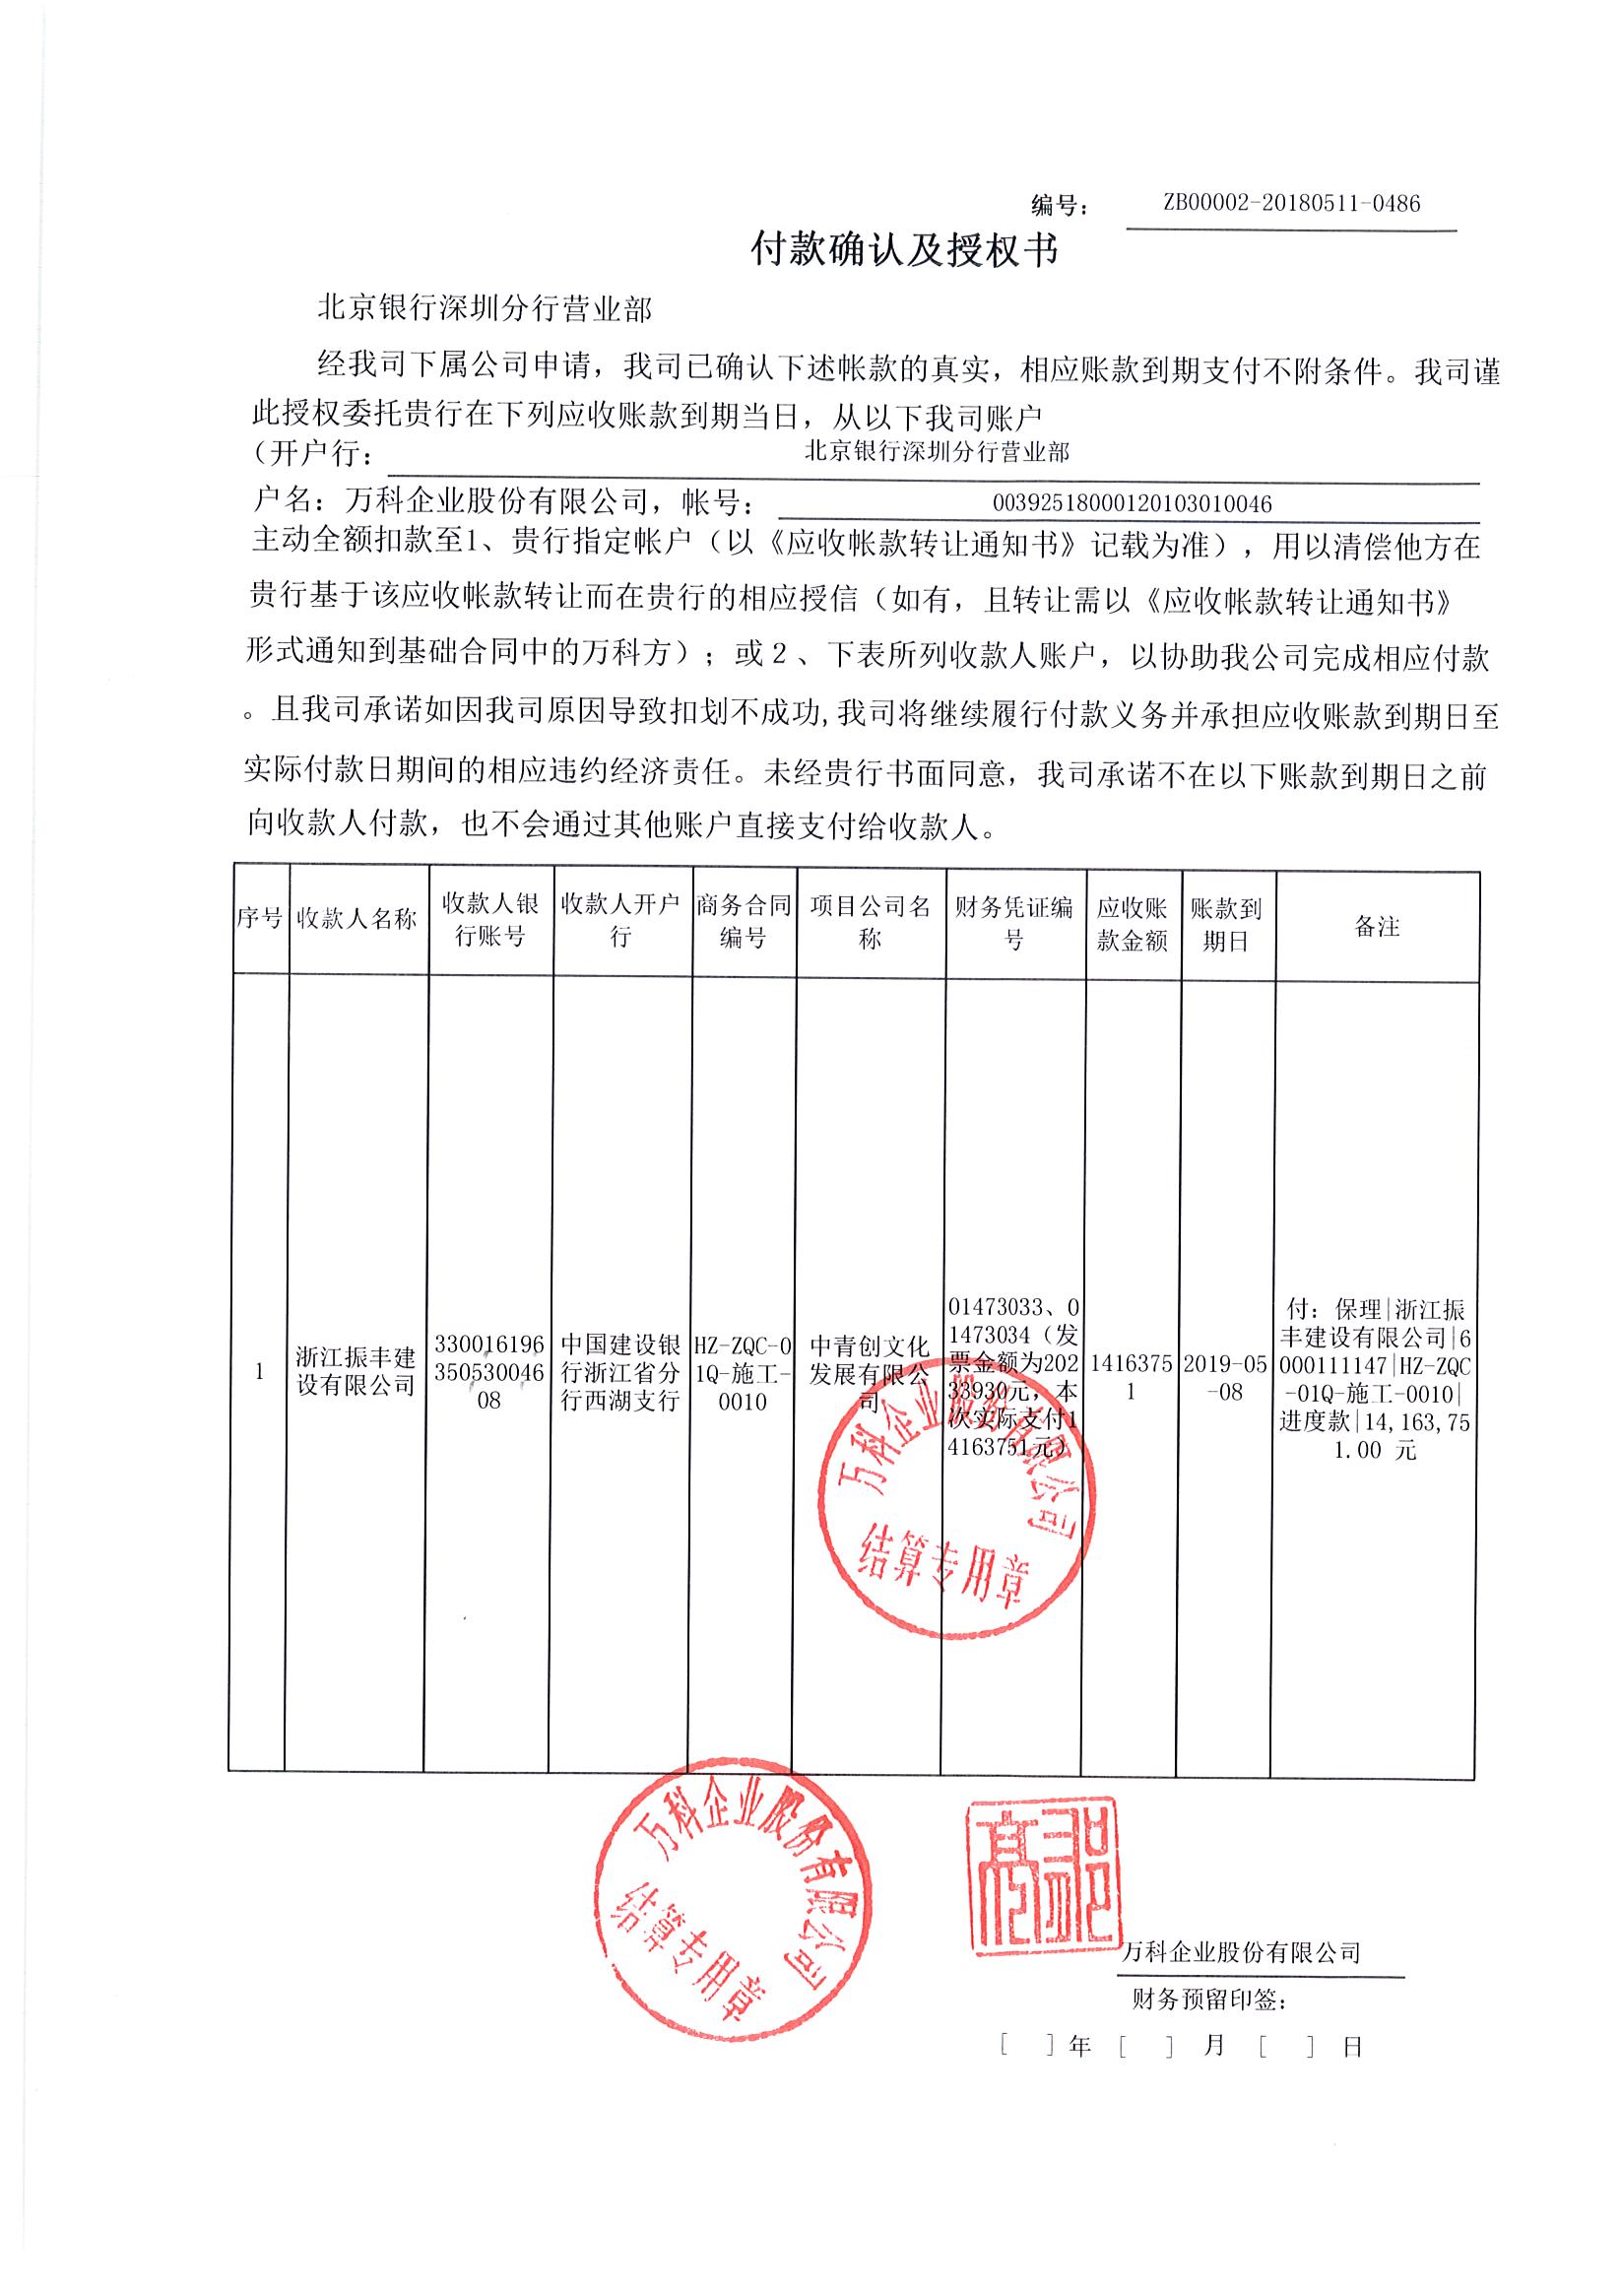 编号： ZB00002-20180511-0486
付款确认及授权书
北京银行深圳分行营业部
经我司下属公司申请，我司已确认下述帐款的真实，相应账款到期支付不附条件。我司谨
此授权委托贵行在下列应收账款到期当日，从以下我司账户
（开户行： 北京银行深圳分行营业部
户名：万科企业股份有限公司，帐号： 00392518000120103010046
主动全额扣款至1、贵行指定帐户（以《应收帐款转让通知书》记载为准），用以清偿他方在
贵行基于该应收帐款转让而在贵行的相应授信（如有，且转让需以《应收帐款转让通知书》
形式通知到基础合同中的万科方）；或２、下表所列收款人账户，以协助我公司完成相应付款
。且我司承诺如因我司原因导致扣划不成功,我司将继续履行付款义务并承担应收账款到期日至
实际付款日期间的相应违约经济责任。未经贵行书面同意，我司承诺不在以下账款到期日之前
向收款人付款，也不会通过其他账户直接支付给收款人。
序号
收款人名称
收款人银
行账号
收款人开户
行
商务合同
编号
项目公司名
称
财务凭证编
号
应收账
款金额
账款到
期日
备注
1
浙江振丰建
设有限公司
330016196
350530046
08
中国建设银
行浙江省分
行西湖支行
HZ-ZQC-0
1Q-施工-
0010
中青创文化
发展有限公
司
01473033、0
1473034（发
票金额为202
33930元，本
次实际支付1
4163751元）
1416375
1
2019-05
-08
付：保理|浙江振
丰建设有限公司|6
000111147|HZ-ZQC
-01Q-施工-0010|
进度款|14,163,75
1.00 元
万科企业股份有限公司
结算专用章
万科企业股份有限公司
结算专用章
万科企业股份有限公司
财务预留印签：
[ ]年 [ ] 月 [ ] 日